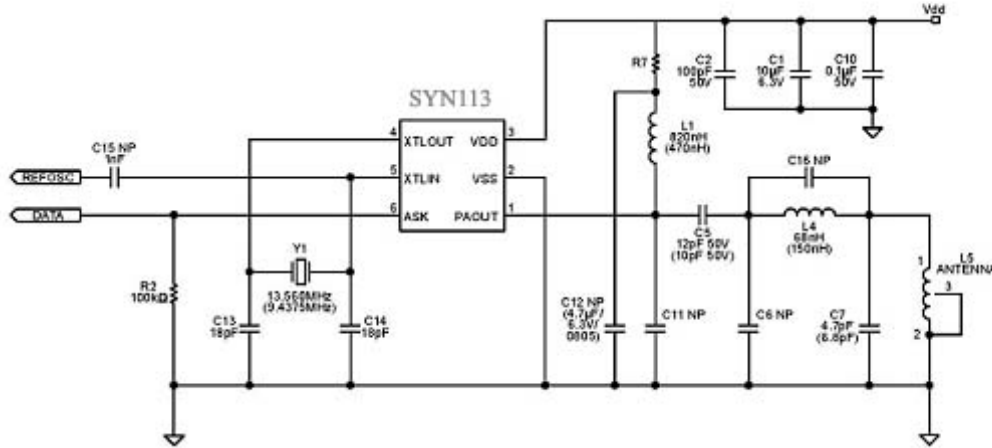 Vdd
R7
C2
100pF
50V
C1
10µF
6.3V
C10
0.1µF
50V
SYN113
L1
820nH
(470nH)
4
XTLOUT
VDD
3
C15 NP
1nF
REFOSC
5
XTLIN
VSS
2
C16 NP
DATA
6
ASK
PAOUT
1
C5
12pF 50V
(10pF 50V)
L4
68nH
(150nH)
1
L5
ANTENNA
3
2
Y1
13.560MHz
(9.4375MHz)
R2
100kΩ
C13
18pF
C14
18pF
C12 NP
(4.7µF/
6.3V/
0805)
C11 NP
C6 NP
C7
4.7pF
(6.8pF)